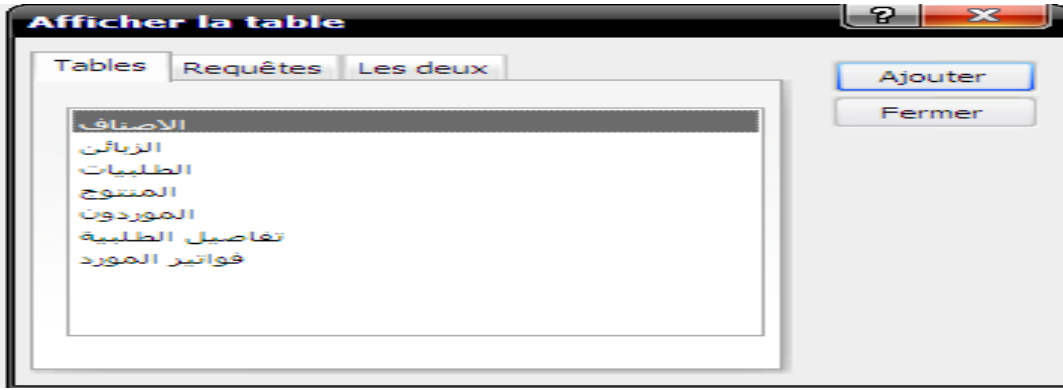 Afficher la table
? X
Tables Requêtes Les deux
Ajouter
Fermer
الاصناف
الزبائن
الطلبيات
المنتوج
الموردون
تفاصيل الطلبية
فواتير المورد